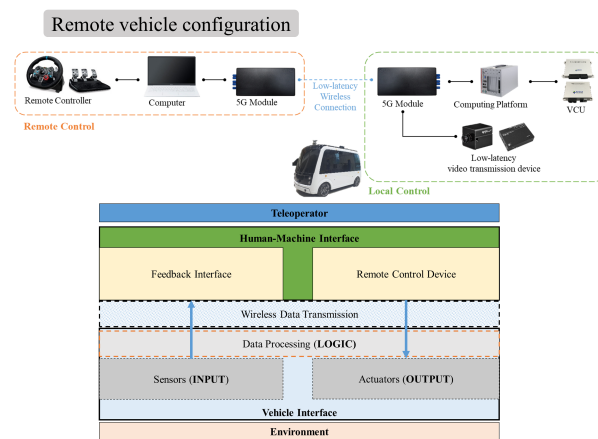 Remote vehicle configuration
Remote Controller
Computer
5G Module
Low-latency
Wireless
Connection
5G Module
Computing Platform
VCU
Remote Control
Low-latency
video transmission device
Local Control
Teleoperator
Human-Machine Interface
Feedback Interface
Remote Control Device
Wireless Data Transmission
Data Processing (LOGIC)
Sensors (INPUT)
Actuators (OUTPUT)
Vehicle Interface
Environment